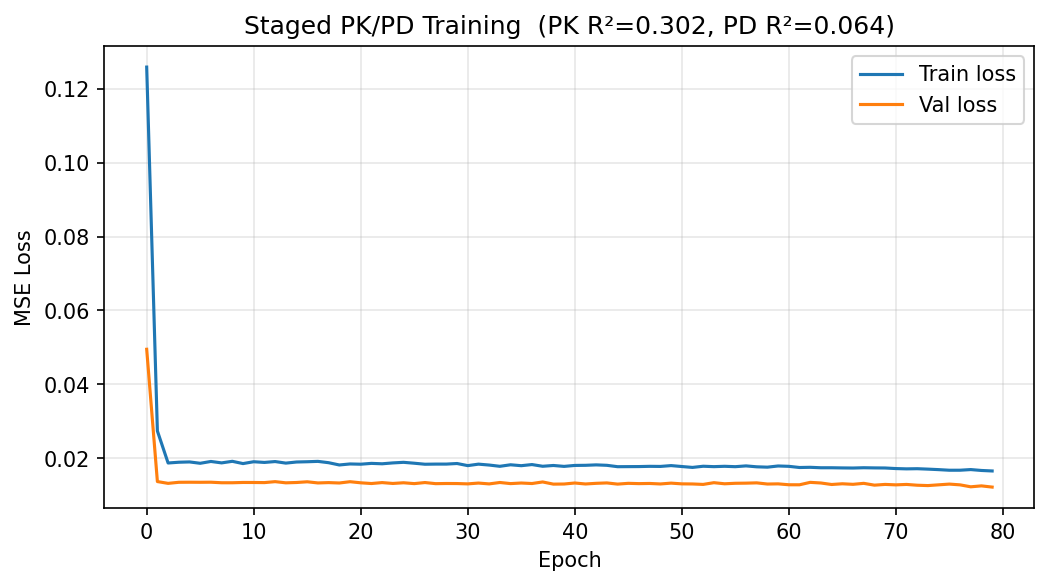 Staged PK/PD Training  (PK R²=0.302, PD R²=0.064)
Train loss
Val loss
MSE Loss
0.12
0.10
0.08
0.06
0.04
0.02
0 10 20 30 40 50 60 70 80
Epoch